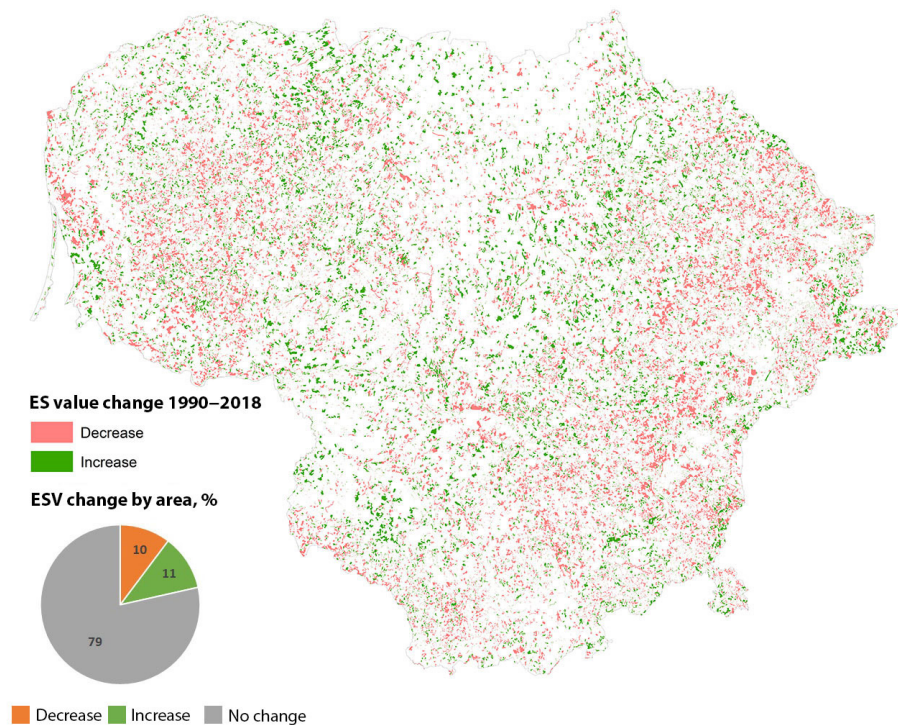 ES value change 1990–2018
Decrease
Increase
ESV change by area, %
10
11
79
Decrease Increase No change